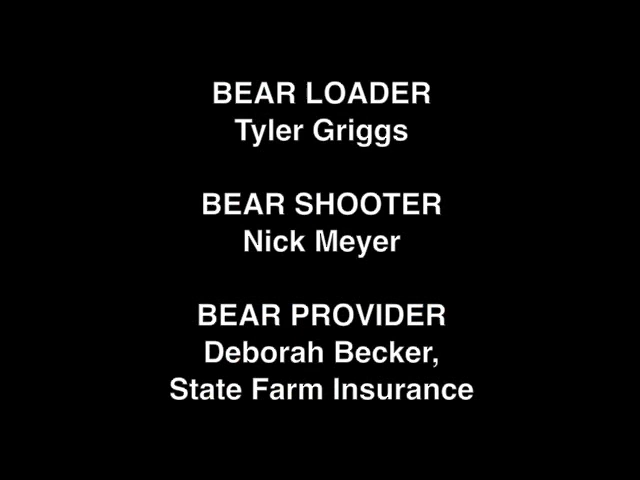 BEAR LOADER
Tyler Griggs
BEAR SHOOTER
Nick Meyer
BEAR PROVIDER
Deborah Becker,
State Farm Insurance